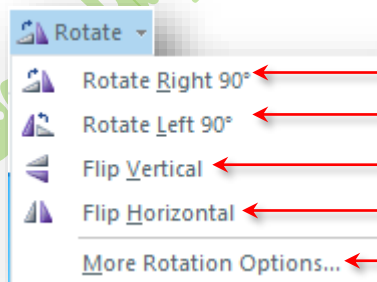 Rotate
Rotate Right 90°
Rotate Left 90°
Flip Vertical
Flip Horizontal
More Rotation Options...